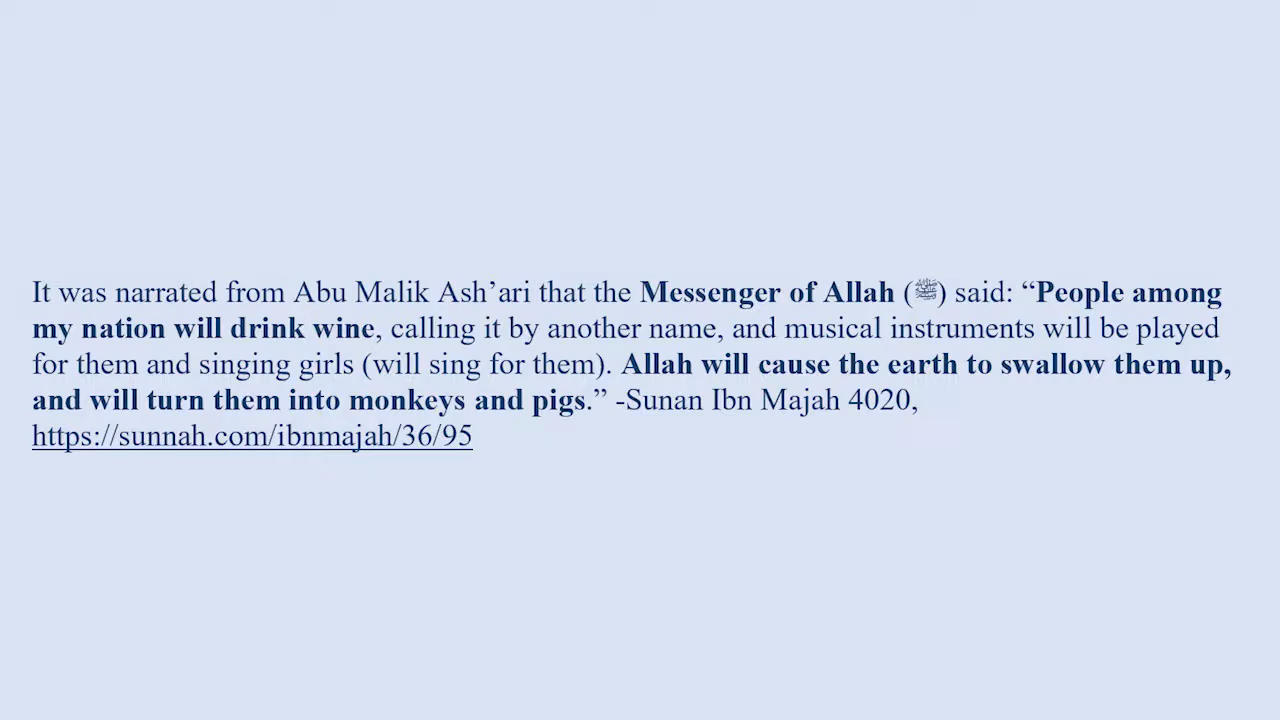 It was narrated from Abu Malik Ash’ari that the Messenger of Allah (ﷺ) said: “People among
my nation will drink wine, calling it by another name, and musical instruments will be played
for them and singing girls (will sing for them). Allah will cause the earth to swallow them up,
and will turn them into monkeys and pigs.” -Sunan Ibn Majah 4020,
https://sunnah.com/ibnmajah/36/95